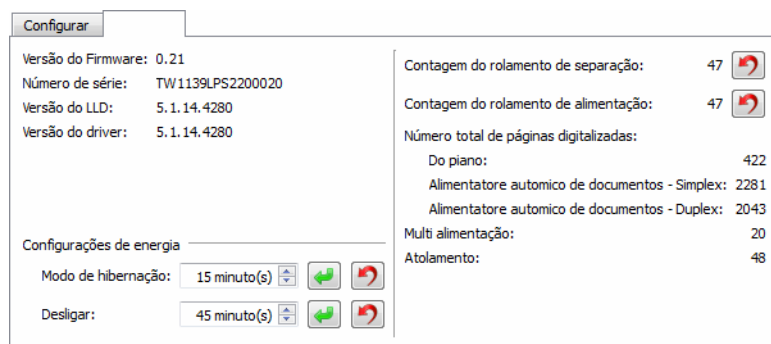 Configurar
Versão do Firmware: 0.21
Número de série: TW1139LPS2200020
Versão do LLD: 5.1.14.4280
Versão do driver: 5.1.14.4280
Configurações de energia
Modo de hibernação: 15 minuto(s)
Desligar: 45 minuto(s)
Contagem do rolamento de separação: 47
Contagem do rolamento de alimentação: 47
Número total de páginas digitalizadas:
Do piano: 422
Alimentatore automico de documentos - Simplex: 2281
Alimentatore automico de documentos - Duplex: 2043
Multi alimentação: 20
Atolamento: 48